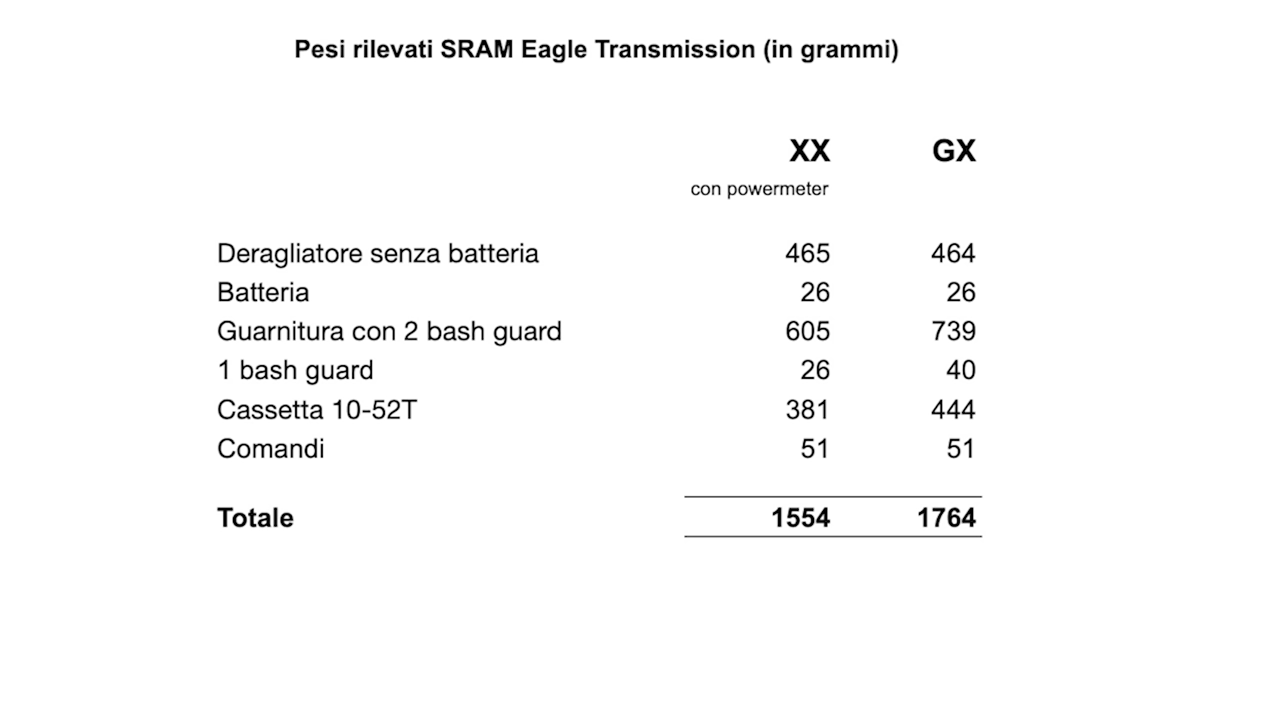 Pesi rilevati SRAM Eagle Transmission (in grammi)
XX GX
con powermeter
Deragliatore senza batteria 465 464
Batteria 26 26
Guarnitura con 2 bash guard 605 739
1 bash guard 26 40
Cassetta 10-52T 381 444
Comandi 51 51
Totale 1554 1764